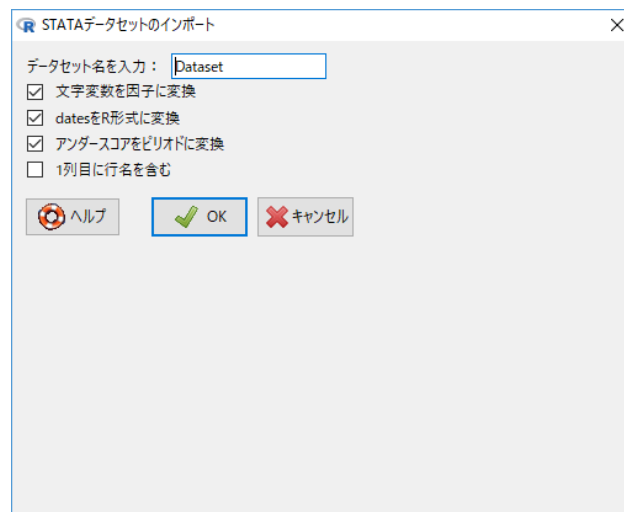 STATAデータセットのインポート
データセット名を入力： Dataset
文字変数を因子に変換
datesをR形式に変換
アンダースコアをピリオドに変換
1列目に行名を含む
ヘルプ OK キャンセル